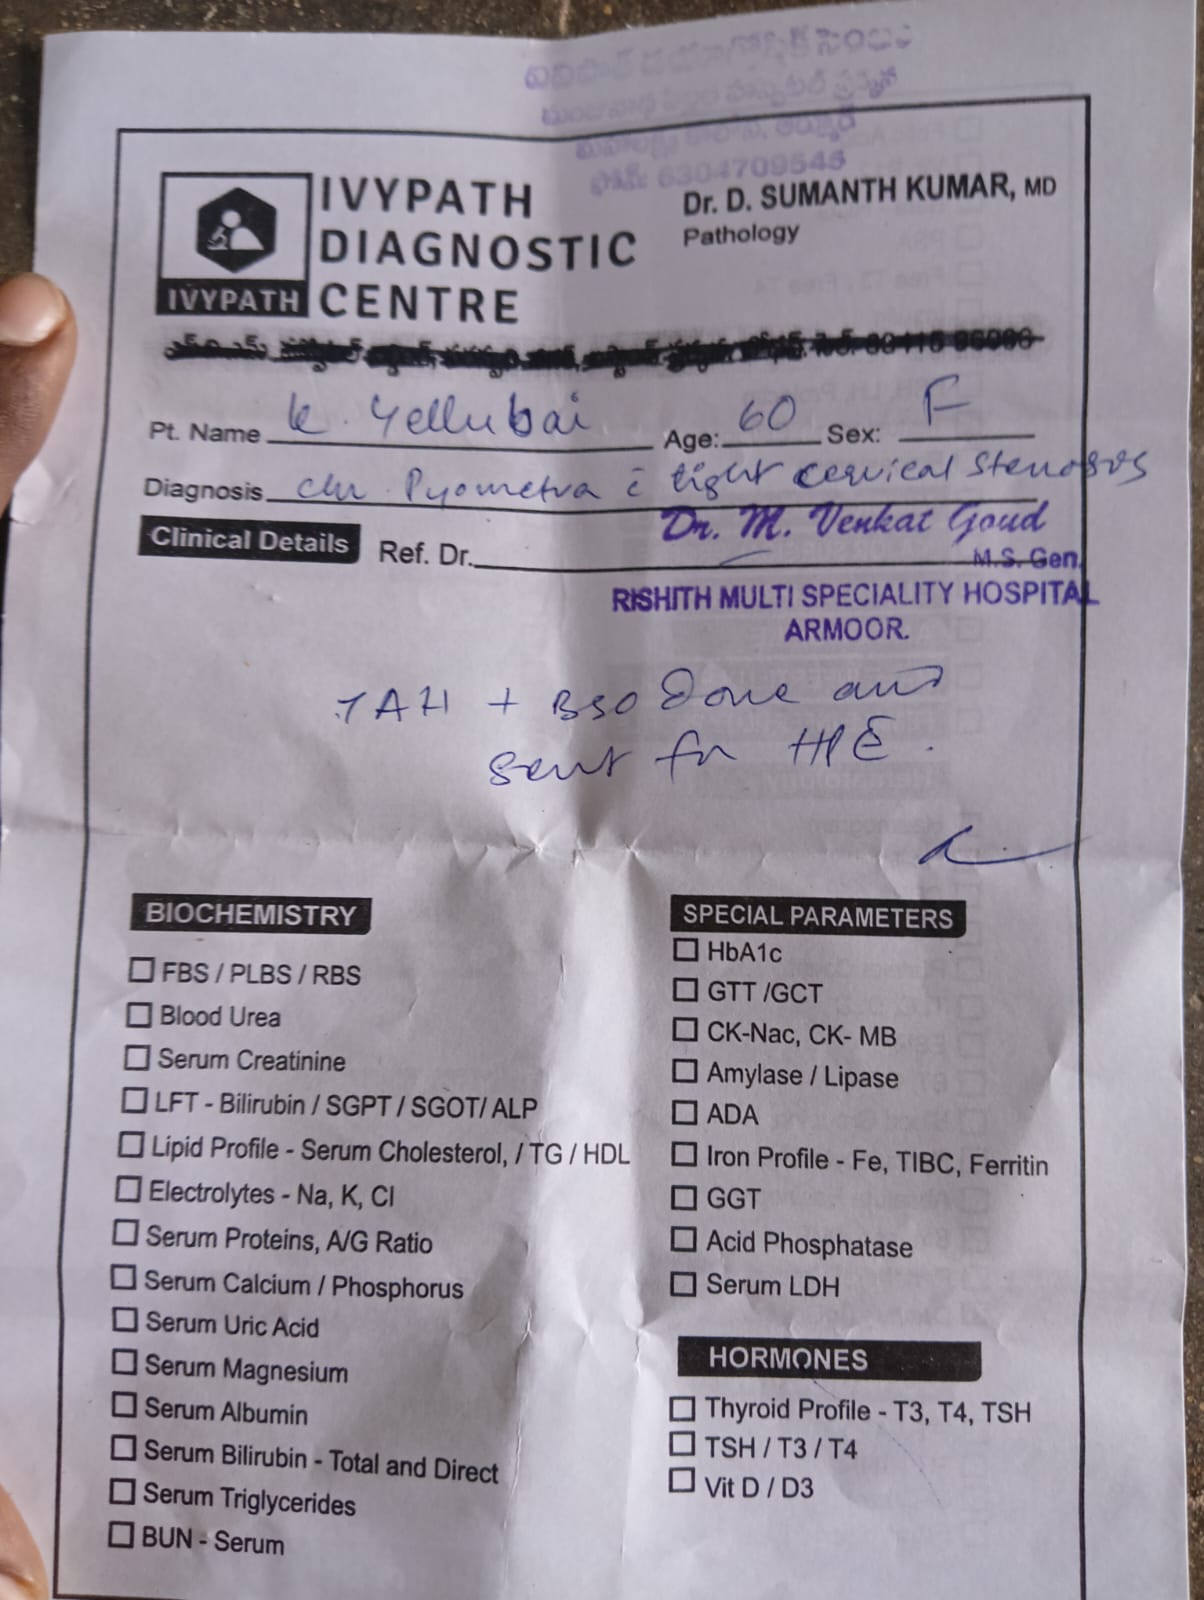 ఫోన్: 6304709543
IVYPATH
DIAGNOSTIC
CENTRE
IVYPATH
Dr. D. SUMANTH KUMAR, MD
Pathology
Pt. Name K. Yellubai Age: 60 Sex: F
Diagnosis chr. Pyometra c̄ tight cervical stenosis
Clinical Details Ref. Dr. Dr. M. Venkat Goud
M.S. Gen.
RISHITH MULTI SPECIALITY HOSPITAL
ARMOOR.
TAH + BSO done and
sent for HPE.
BIOCHEMISTRY
FBS / PLBS / RBS
Blood Urea
Serum Creatinine
LFT - Bilirubin / SGPT / SGOT/ ALP
Lipid Profile - Serum Cholesterol, / TG / HDL
Electrolytes - Na, K, Cl
Serum Proteins, A/G Ratio
Serum Calcium / Phosphorus
Serum Uric Acid
Serum Magnesium
Serum Albumin
Serum Bilirubin - Total and Direct
Serum Triglycerides
BUN - Serum
SPECIAL PARAMETERS
HbA1c
GTT /GCT
CK-Nac, CK- MB
Amylase / Lipase
ADA
Iron Profile - Fe, TIBC, Ferritin
GGT
Acid Phosphatase
Serum LDH
HORMONES
Thyroid Profile - T3, T4, TSH
TSH / T3 / T4
Vit D / D3